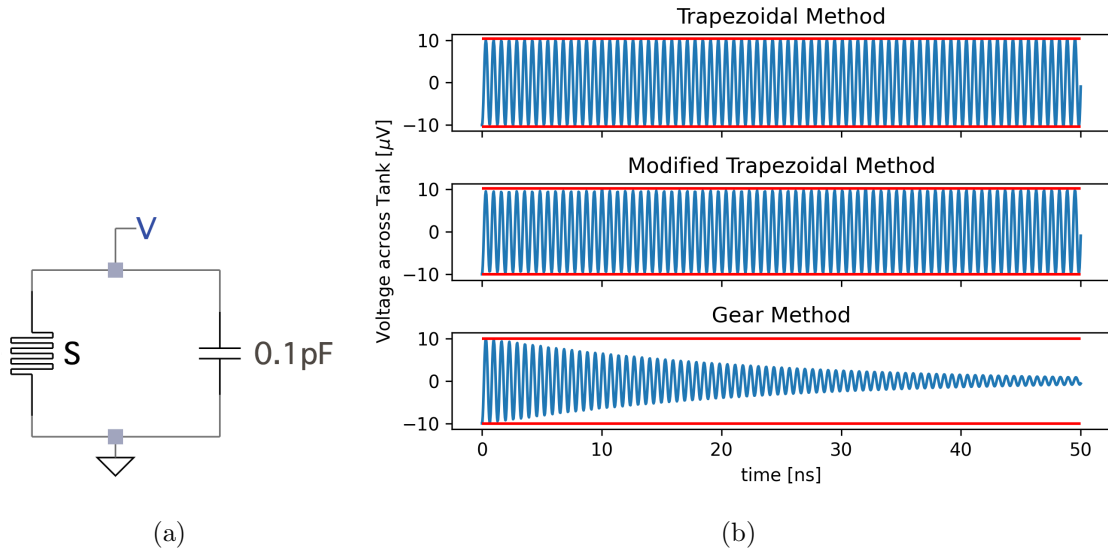 V
S
0.1pF
(a)
Trapezoidal Method
10
0
−10
Modified Trapezoidal Method
10
0
−10
Voltage across Tank [μV]
Gear Method
10
0
−10
0 10 20 30 40 50
time [ns]
(b)